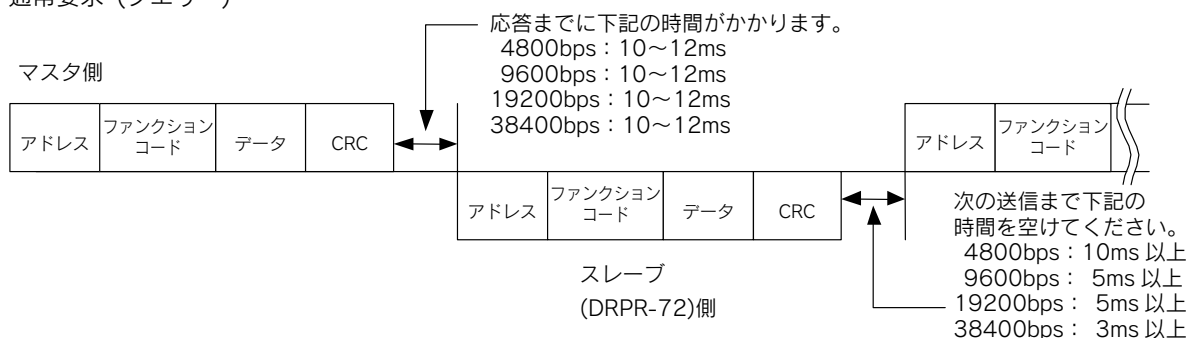 通常要求 (クエリー)
応答までに下記の時間がかかります。
4800bps：10～12ms
9600bps：10～12ms
19200bps：10～12ms
38400bps：10～12ms
マスタ側
アドレス
ファンクション
コード
データ
CRC
アドレス
ファンクション
コード
アドレス
ファンクション
コード
データ
CRC
次の送信まで下記の
時間を空けてください。
4800bps：10ms 以上
9600bps： 5ms 以上
19200bps： 5ms 以上
38400bps： 3ms 以上
スレーブ
(DRPR-72)側